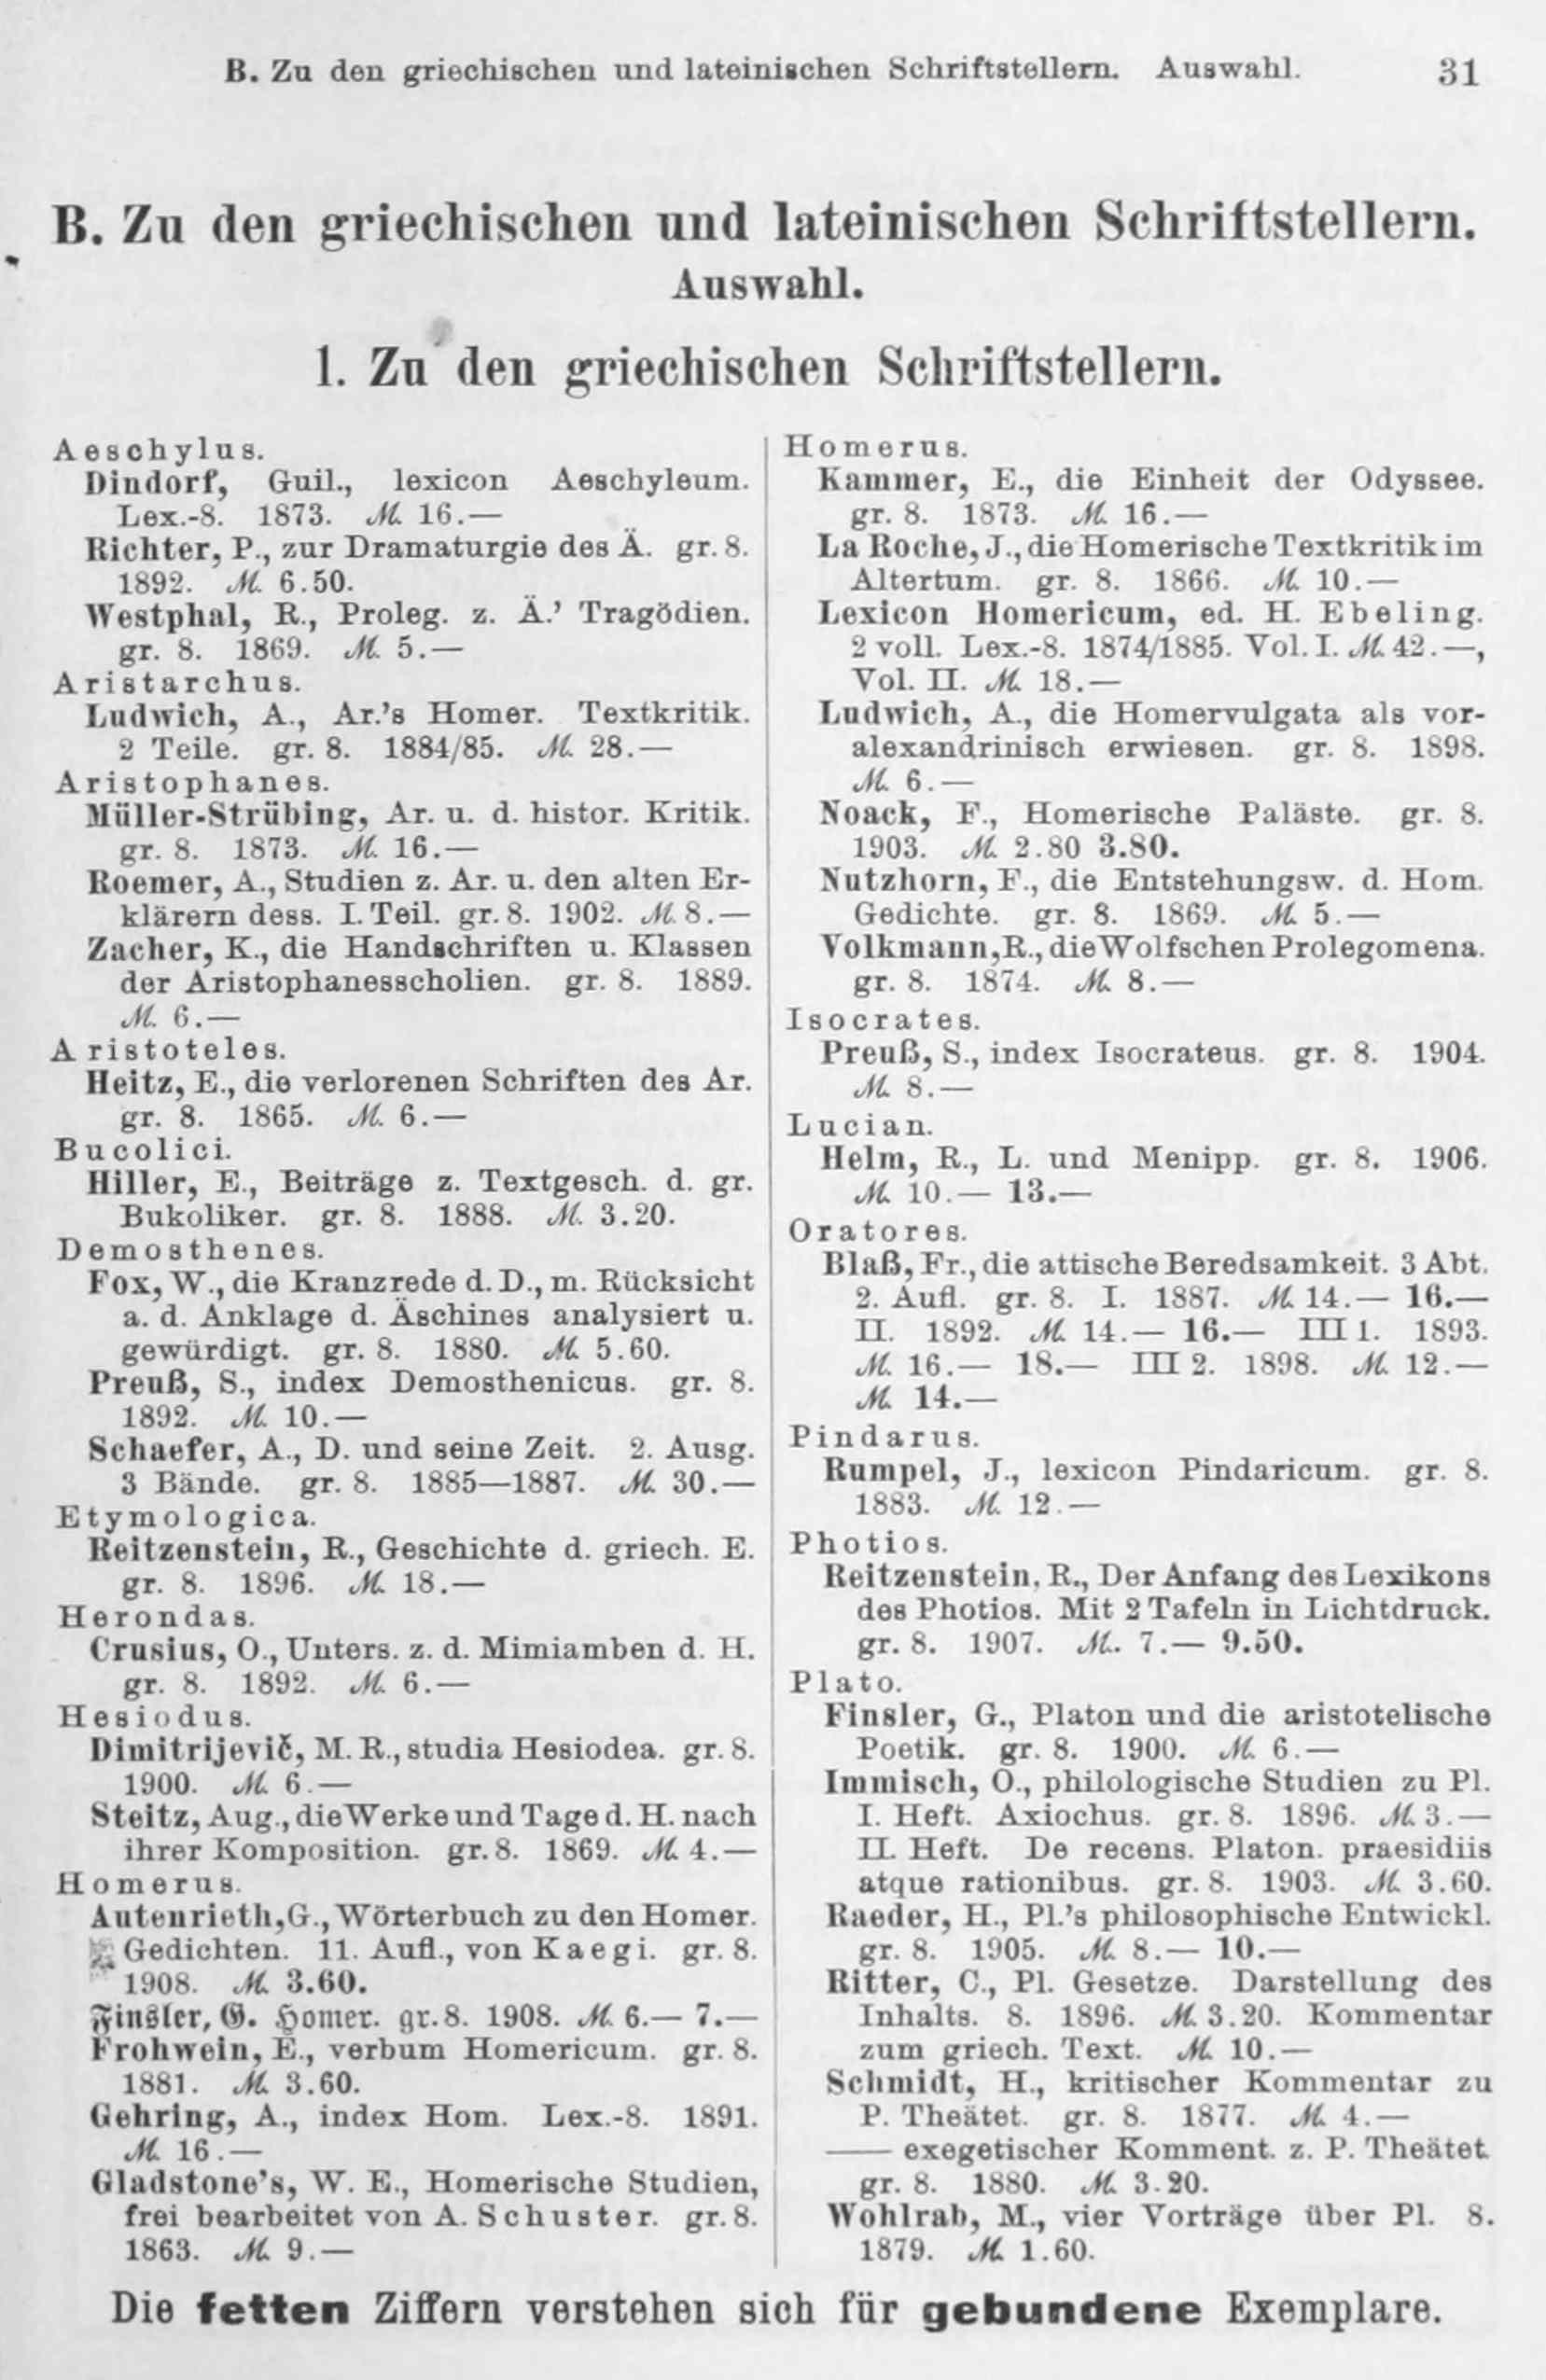 B. Zu den griechischen und lateinischen Schriftstellern. Auswahl. 31
B. Zu den griechischen und lateinischen Schriftstellern.
Auswahl.
1. Zu den griechischen Schriftstellern.
Aeschylus.
Dindorf, Guil., lexicon Aeschyleum.
Lex.-8. 1873. M. 16.—
Richter, P., zur Dramaturgie des Ä. gr. 8.
1892. M. 6.50.
Westphal, R., Proleg. z. Ä.' Tragödien.
gr. 8. 1869. M. 5.—
Aristarchus.
Ludwich, A., Ar.'s Homer. Textkritik.
2 Teile. gr. 8. 1884/85. M. 28.—
Aristophanes.
Müller-Strübing, Ar. u. d. histor. Kritik.
gr. 8. 1873. M. 16.—
Roemer, A., Studien z. Ar. u. den alten Er-
klärern dess. I. Teil. gr. 8. 1902. M. 8.—
Zacher, K., die Handschriften u. Klassen
der Aristophanesscholien. gr. 8. 1889.
M. 6.—
Aristoteles.
Heitz, E., die verlorenen Schriften des Ar.
gr. 8. 1865. M. 6.—
Bucolici.
Hiller, E., Beiträge z. Textgesch. d. gr.
Bukoliker. gr. 8. 1888. M. 3.20.
Demosthenes.
Fox, W., die Kranzrede d. D., m. Rücksicht
a. d. Anklage d. Äschines analysiert u.
gewürdigt. gr. 8. 1880. M. 5.60.
Preuß, S., index Demosthenicus. gr. 8.
1892. M. 10.—
Schaefer, A., D. und seine Zeit. 2. Ausg.
3 Bände. gr. 8. 1885—1887. M. 30.—
Etymologica.
Reitzenstein, R., Geschichte d. griech. E.
gr. 8. 1896. M. 18.—
Herondas.
Crusius, O., Unters. z. d. Mimiamben d. H.
gr. 8. 1892. M. 6.—
Hesiodus.
Dimitrijevič, M. R., studia Hesiodea. gr. 8.
1900. M. 6.—
Steitz, Aug., die Werke und Tage d. H. nach
ihrer Komposition. gr. 8. 1869. M. 4.—
Homerus.
Autenrieth, G., Wörterbuch zu den Homer.
Gedichten. 11. Aufl., von Kaegi. gr. 8.
1908. M. 3.60.
Finsler, G. Homer. gr. 8. 1908. M. 6.— 7.—
Frohwein, E., verbum Homericum. gr. 8.
1881. M. 3.60.
Gehring, A., index Hom. Lex.-8. 1891.
M. 16.—
Gladstone's, W. E., Homerische Studien,
frei bearbeitet von A. Schuster. gr. 8.
1863. M. 9.—
Homerus.
Kammer, E., die Einheit der Odyssee.
gr. 8. 1873. M. 16.—
La Roche, J., die Homerische Textkritik im
Altertum. gr. 8. 1866. M. 10.—
Lexicon Homericum, ed. H. Ebeling.
2 voll. Lex.-8. 1874/1885. Vol. I. M. 42.—,
Vol. II. M. 18.—
Ludwich, A., die Homervulgata als vor-
alexandrinisch erwiesen. gr. 8. 1898.
M. 6.—
Noack, F., Homerische Paläste. gr. 8.
1903. M. 2.80 3.80.
Nutzhorn, F., die Entstehungsw. d. Hom.
Gedichte. gr. 8. 1869. M. 5.—
Volkmann, R., die Wolfschen Prolegomena.
gr. 8. 1874. M. 8.—
Isocrates.
Preuß, S., index Isocrateus. gr. 8. 1904.
M. 8.—
Lucian.
Helm, R., L. und Menipp. gr. 8. 1906.
M. 10.— 13.—
Oratores.
Blaß, Fr., die attische Beredsamkeit. 3 Abt.
2. Aufl. gr. 8. I. 1887. M. 14.— 16.—
II. 1892. M. 14.— 16.— III 1. 1893.
M. 16.— 18.— III 2. 1898. M. 12.—
M. 14.—
Pindarus.
Rumpel, J., lexicon Pindaricum. gr. 8.
1883. M. 12.—
Photios.
Reitzenstein, R., Der Anfang des Lexikons
des Photios. Mit 2 Tafeln in Lichtdruck.
gr. 8. 1907. M. 7.— 9.50.
Plato.
Finsler, G., Platon und die aristotelische
Poetik. gr. 8. 1900. M. 6.—
Immisch, O., philologische Studien zu Pl.
I. Heft. Axiochus. gr. 8. 1896. M. 3.—
II. Heft. De recens. Platon. praesidiis
atque rationibus. gr. 8. 1903. M. 3.60.
Raeder, H., Pl.'s philosophische Entwickl.
gr. 8. 1905. M. 8.— 10.—
Ritter, C., Pl. Gesetze. Darstellung des
Inhalts. 8. 1896. M. 3.20. Kommentar
zum griech. Text. M. 10.—
Schmidt, H., kritischer Kommentar zu
P. Theätet. gr. 8. 1877. M. 4.—
—— exegetischer Komment. z. P. Theätet
gr. 8. 1880. M. 3.20.
Wohlrab, M., vier Vorträge über Pl. 8.
1879. M. 1.60.
Die fetten Ziffern verstehen sich für gebundene Exemplare.